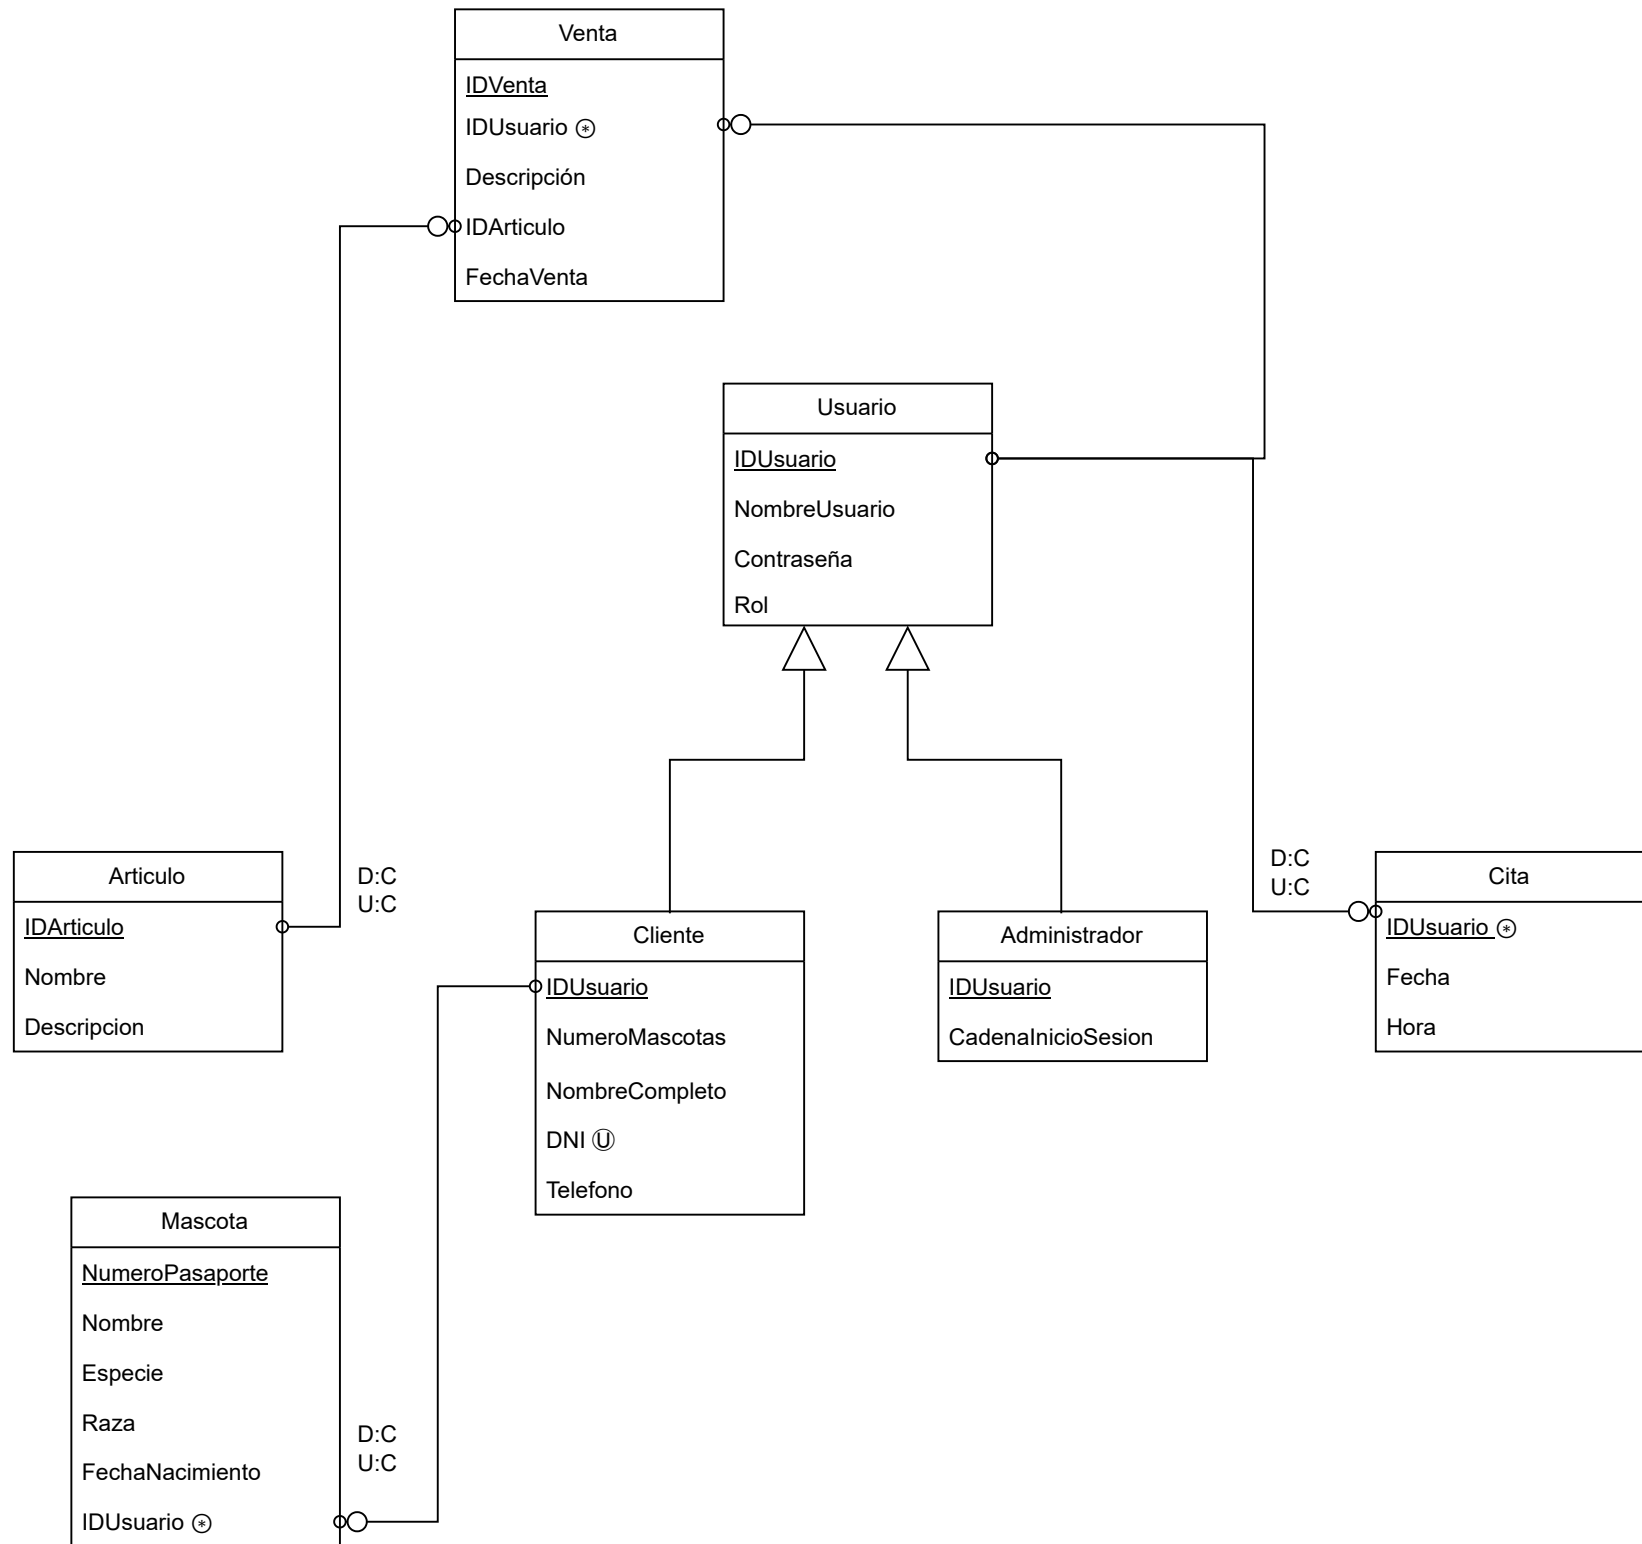 Venta
IDVenta
IDUsuario ⊛
Descripción
IDArticulo
FechaVenta
Usuario
IDUsuario
NombreUsuario
Contraseña
Rol
Articulo
IDArticulo
Nombre
Descripcion
D:C
U:C
Cliente
IDUsuario
NumeroMascotas
NombreCompleto
DNI Ⓤ
Telefono
Administrador
IDUsuario
CadenaInicioSesion
D:C
U:C
Cita
IDUsuario ⊛
Fecha
Hora
Mascota
NumeroPasaporte
Nombre
Especie
Raza
FechaNacimiento
IDUsuario ⊛
D:C
U:C